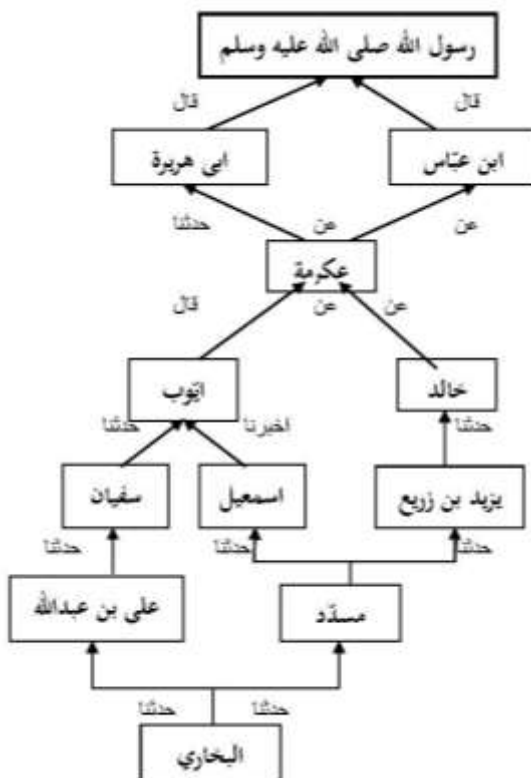 رسول الله صلى الله عليه وسلم
قال قال
ابى هريرة ابن عبّاس
حدثنا عن عن
عكرمة
قال عن عن
ايّوب خالد
حدثنا اخبرنا حدثنا
سفيان اسمعيل يزيد بن زريع
حدثنا حدثنا حدثنا
على بن عبدالله مسدّد
حدثنا حدثنا
البخاري